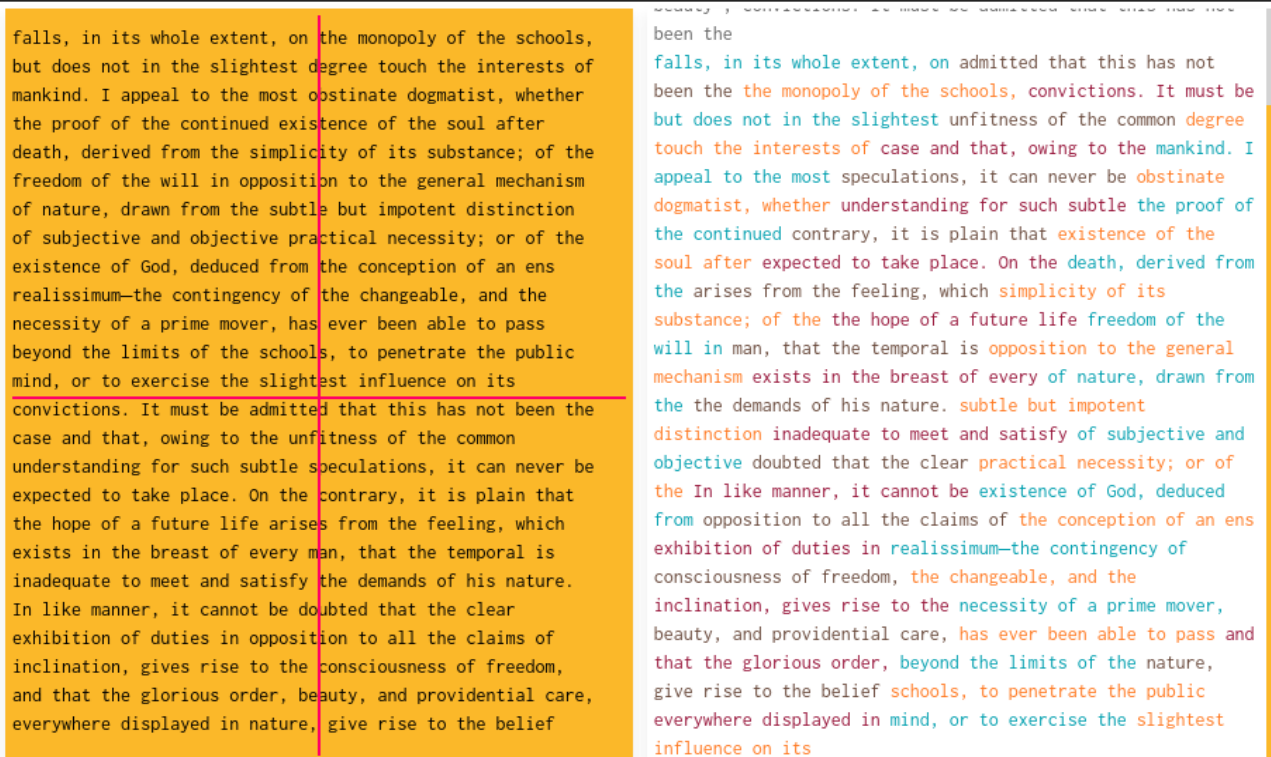 falls, in its whole extent, on the monopoly of the schools,
but does not in the slightest degree touch the interests of
mankind. I appeal to the most obstinate dogmatist, whether
the proof of the continued existence of the soul after
death, derived from the simplicity of its substance; of the
freedom of the will in opposition to the general mechanism
of nature, drawn from the subtle but impotent distinction
of subjective and objective practical necessity; or of the
existence of God, deduced from the conception of an ens
realissimum—the contingency of the changeable, and the
necessity of a prime mover, has ever been able to pass
beyond the limits of the schools, to penetrate the public
mind, or to exercise the slightest influence on its
convictions. It must be admitted that this has not been the
case and that, owing to the unfitness of the common
understanding for such subtle speculations, it can never be
expected to take place. On the contrary, it is plain that
the hope of a future life arises from the feeling, which
exists in the breast of every man, that the temporal is
inadequate to meet and satisfy the demands of his nature.
In like manner, it cannot be doubted that the clear
exhibition of duties in opposition to all the claims of
inclination, gives rise to the consciousness of freedom,
and that the glorious order, beauty, and providential care,
everywhere displayed in nature, give rise to the belief
beauty , convictions. It must be admitted that this has not
been the
falls, in its whole extent, on admitted that this has not
been the the monopoly of the schools, convictions. It must be
but does not in the slightest unfitness of the common degree
touch the interests of case and that, owing to the mankind. I
appeal to the most speculations, it can never be obstinate
dogmatist, whether understanding for such subtle the proof of
the continued contrary, it is plain that existence of the
soul after expected to take place. On the death, derived from
the arises from the feeling, which simplicity of its
substance; of the the hope of a future life freedom of the
will in man, that the temporal is opposition to the general
mechanism exists in the breast of every of nature, drawn from
the the demands of his nature. subtle but impotent
distinction inadequate to meet and satisfy of subjective and
objective doubted that the clear practical necessity; or of
the In like manner, it cannot be existence of God, deduced
from opposition to all the claims of the conception of an ens
exhibition of duties in realissimum—the contingency of
consciousness of freedom, the changeable, and the
inclination, gives rise to the necessity of a prime mover,
beauty, and providential care, has ever been able to pass and
that the glorious order, beyond the limits of the nature,
give rise to the belief schools, to penetrate the public
everywhere displayed in mind, or to exercise the slightest
influence on its